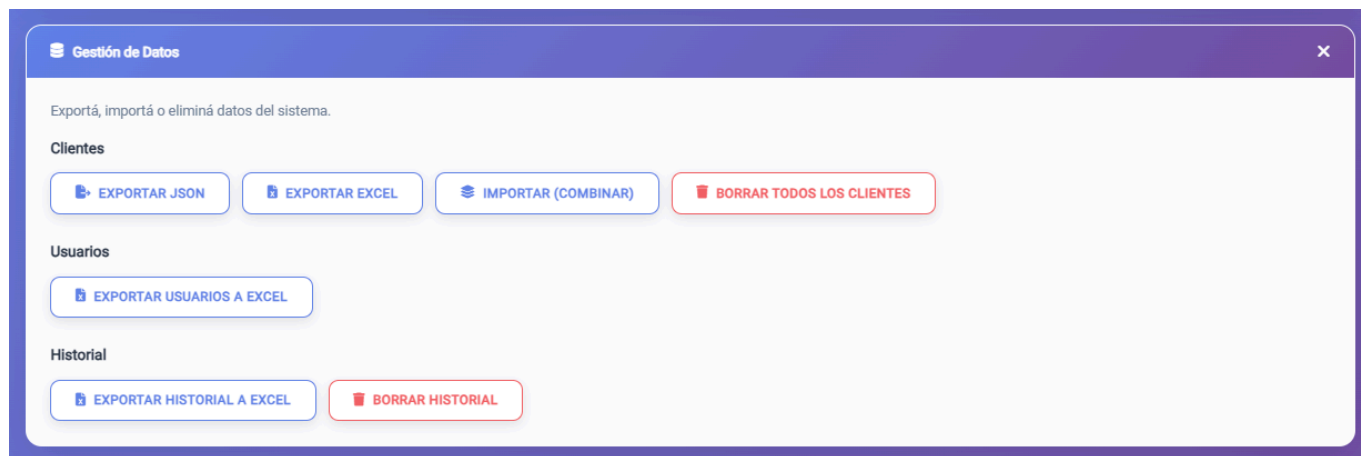 Gestión de Datos
Exportá, importá o eliminá datos del sistema.
Clientes
EXPORTAR JSON EXPORTAR EXCEL IMPORTAR (COMBINAR) BORRAR TODOS LOS CLIENTES
Usuarios
EXPORTAR USUARIOS A EXCEL
Historial
EXPORTAR HISTORIAL A EXCEL BORRAR HISTORIAL